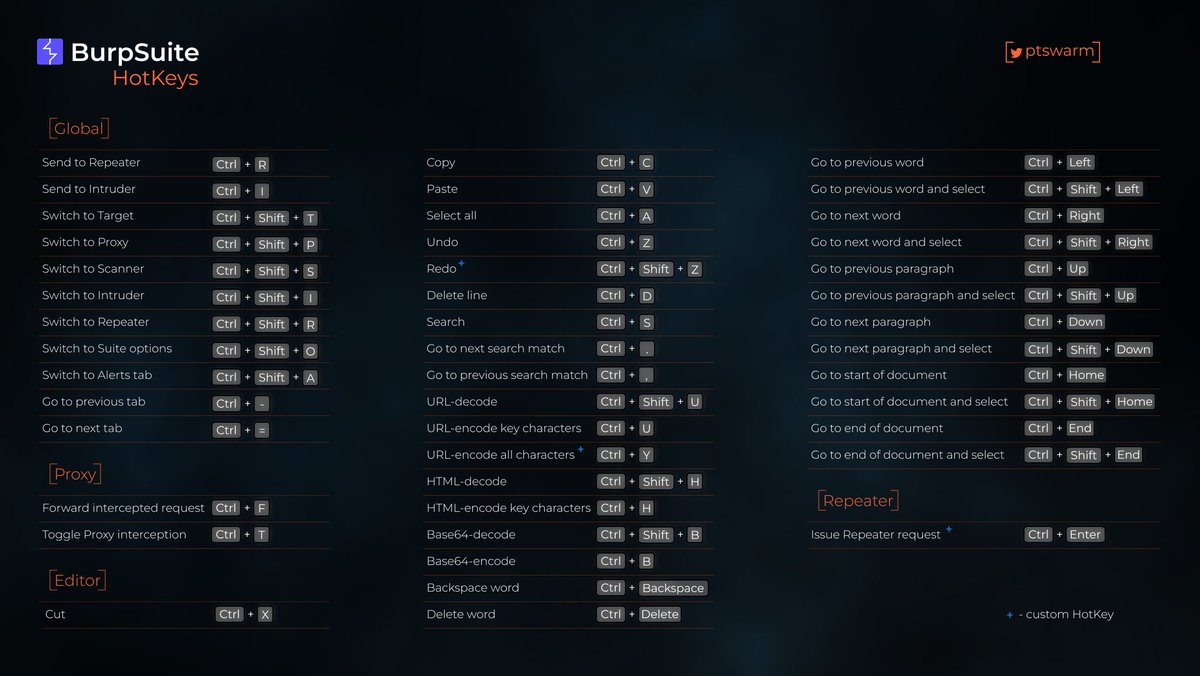 BurpSuite
HotKeys
[ptswarm]
[Global]
Send to Repeater Ctrl + R
Send to Intruder Ctrl + I
Switch to Target Ctrl + Shift + T
Switch to Proxy Ctrl + Shift + P
Switch to Scanner Ctrl + Shift + S
Switch to Intruder Ctrl + Shift + I
Switch to Repeater Ctrl + Shift + R
Switch to Suite options Ctrl + Shift + O
Switch to Alerts tab Ctrl + Shift + A
Go to previous tab Ctrl + -
Go to next tab Ctrl + =
[Proxy]
Forward intercepted request Ctrl + F
Toggle Proxy interception Ctrl + T
[Editor]
Cut Ctrl + X
Copy Ctrl + C
Paste Ctrl + V
Select all Ctrl + A
Undo Ctrl + Z
Redo✦ Ctrl + Shift + Z
Delete line Ctrl + D
Search Ctrl + S
Go to next search match Ctrl + .
Go to previous search match Ctrl + ,
URL-decode Ctrl + Shift + U
URL-encode key characters Ctrl + U
URL-encode all characters✦ Ctrl + Y
HTML-decode Ctrl + Shift + H
HTML-encode key characters Ctrl + H
Base64-decode Ctrl + Shift + B
Base64-encode Ctrl + B
Backspace word Ctrl + Backspace
Delete word Ctrl + Delete
Go to previous word Ctrl + Left
Go to previous word and select Ctrl + Shift + Left
Go to next word Ctrl + Right
Go to next word and select Ctrl + Shift + Right
Go to previous paragraph Ctrl + Up
Go to previous paragraph and select Ctrl + Shift + Up
Go to next paragraph Ctrl + Down
Go to next paragraph and select Ctrl + Shift + Down
Go to start of document Ctrl + Home
Go to start of document and select Ctrl + Shift + Home
Go to end of document Ctrl + End
Go to end of document and select Ctrl + Shift + End
[Repeater]
Issue Repeater request ✦ Ctrl + Enter
✦ - custom HotKey